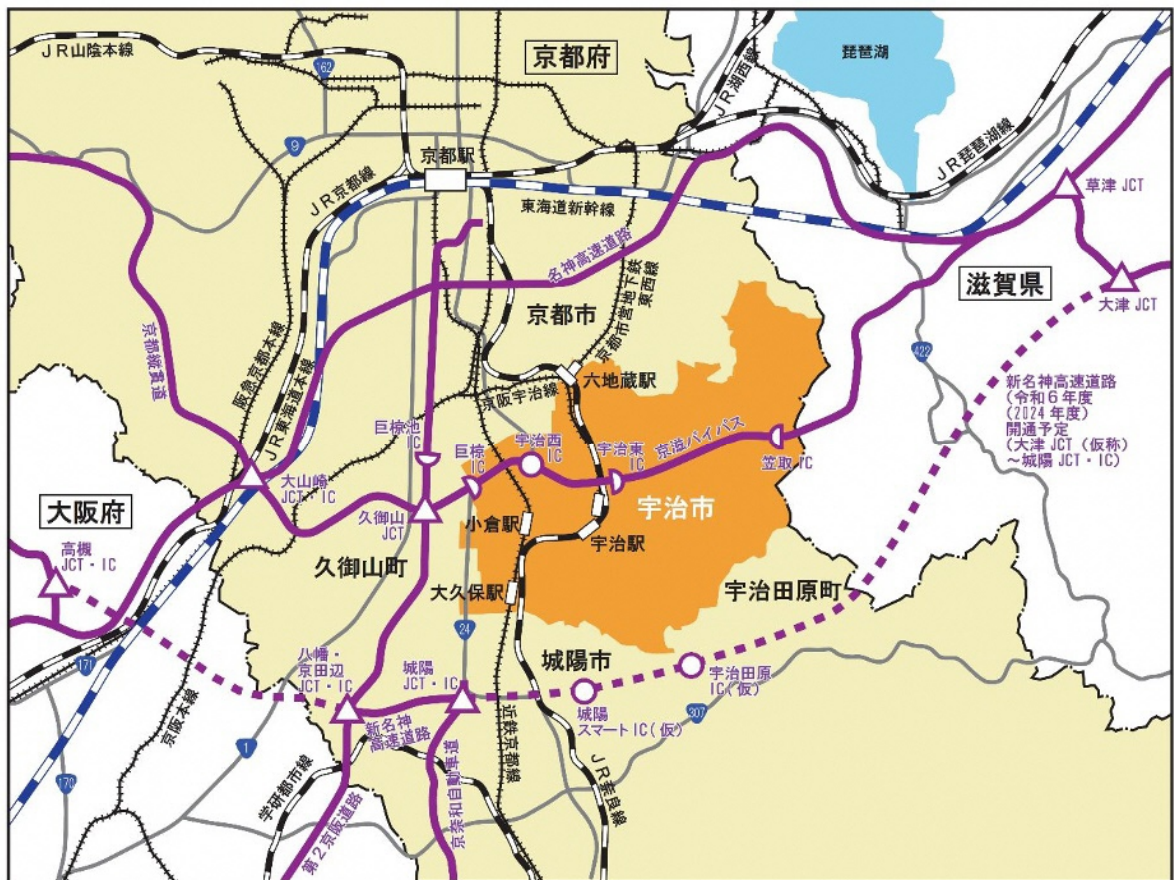 JR山陰本線
162
京都府
JR湖西線
琵琶湖
9
京都駅
JR京都線
JR琵琶湖線
草津 JCT
東海道新幹線
名神高速道路
京都市営地下鉄
東西線
滋賀県
大津 JCT
京都市
京都縦貫道
阪急京都本線
JR東海道本線
六地蔵駅
京阪宇治線
422
新名神高速道路
(令和6年度
(2024年度)
開通予定
(大津JCT(仮称)
~城陽JCT・IC)
巨椋池
IC
巨椋
IC
宇治西
IC
宇治東
IC
京滋バイパス
笠取 IC
大山崎
JCT・IC
大阪府
久御山
JCT
小倉駅
宇治市
宇治駅
高槻
JCT・IC
久御山町
大久保駅
宇治田原町
24
171
八幡・
京田辺
JCT・IC
城陽
JCT・IC
城陽市
宇治田原
IC(仮)
城陽
スマートIC(仮)
307
京阪本線
新名神
高速道路
近鉄京都線
1
170
学研都市線
第2京阪道路
京奈和自動車道
JR奈良線